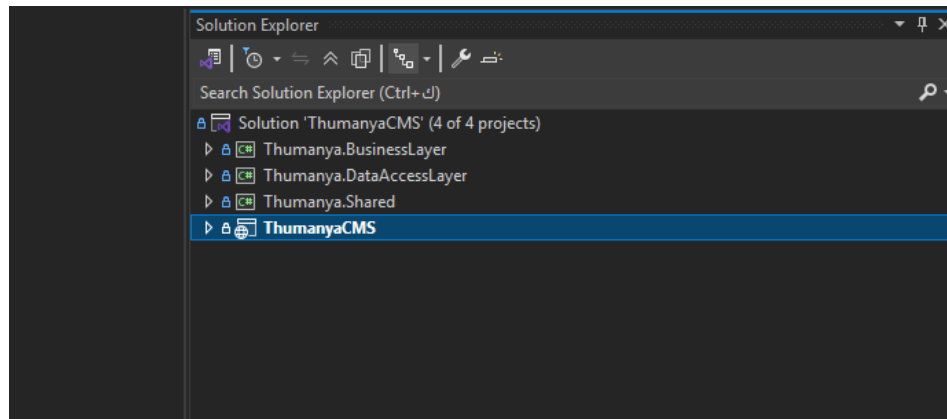 Solution Explorer
Search Solution Explorer (Ctrl+ك)
Solution 'ThumanyaCMS' (4 of 4 projects)
C# Thumanya.BusinessLayer
C# Thumanya.DataAccessLayer
C# Thumanya.Shared
ThumanyaCMS